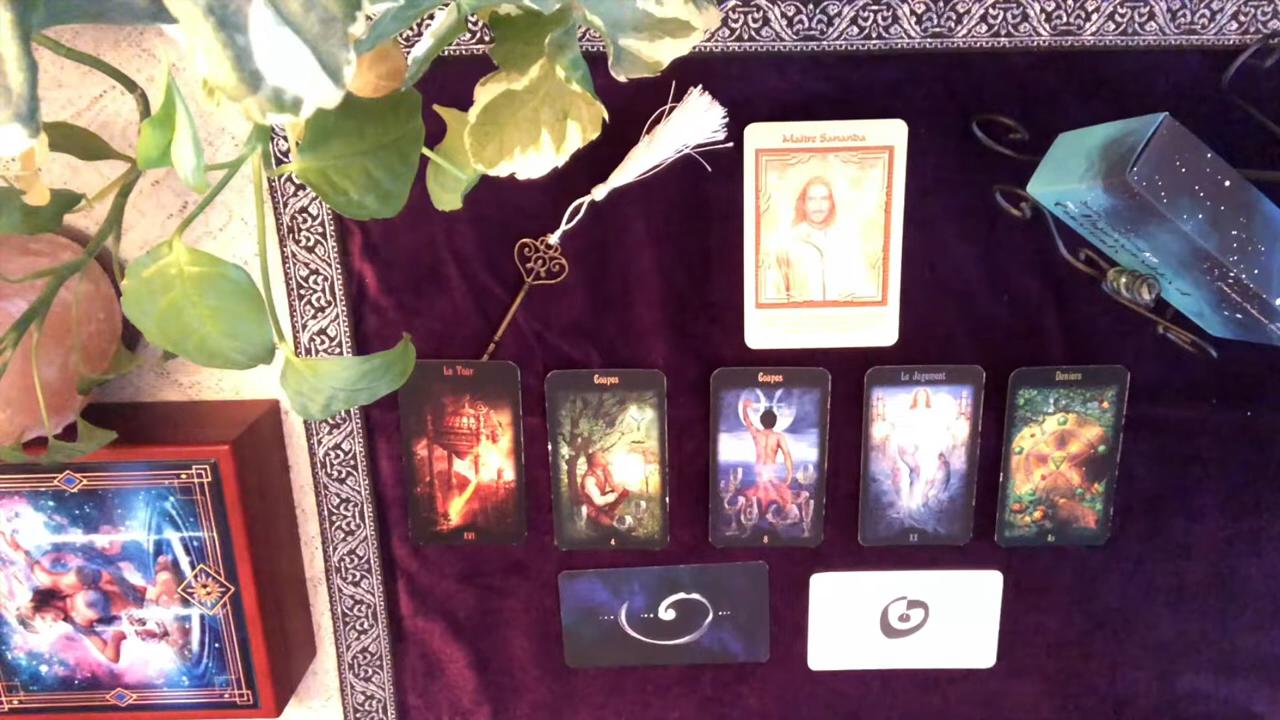 Maître Sananda
La Tour
Coupes
Coupes
Le Jugement
Deniers
XVI
4
8
XX
As